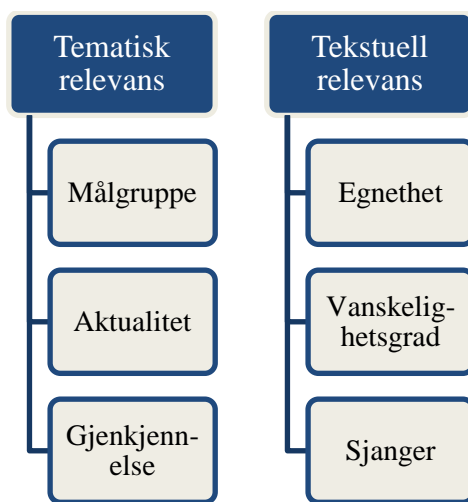 Tematisk
relevans
Målgruppe
Aktualitet
Gjenkjenn-
else
Tekstuell
relevans
Egnethet
Vanskelig-
hetsgrad
Sjanger